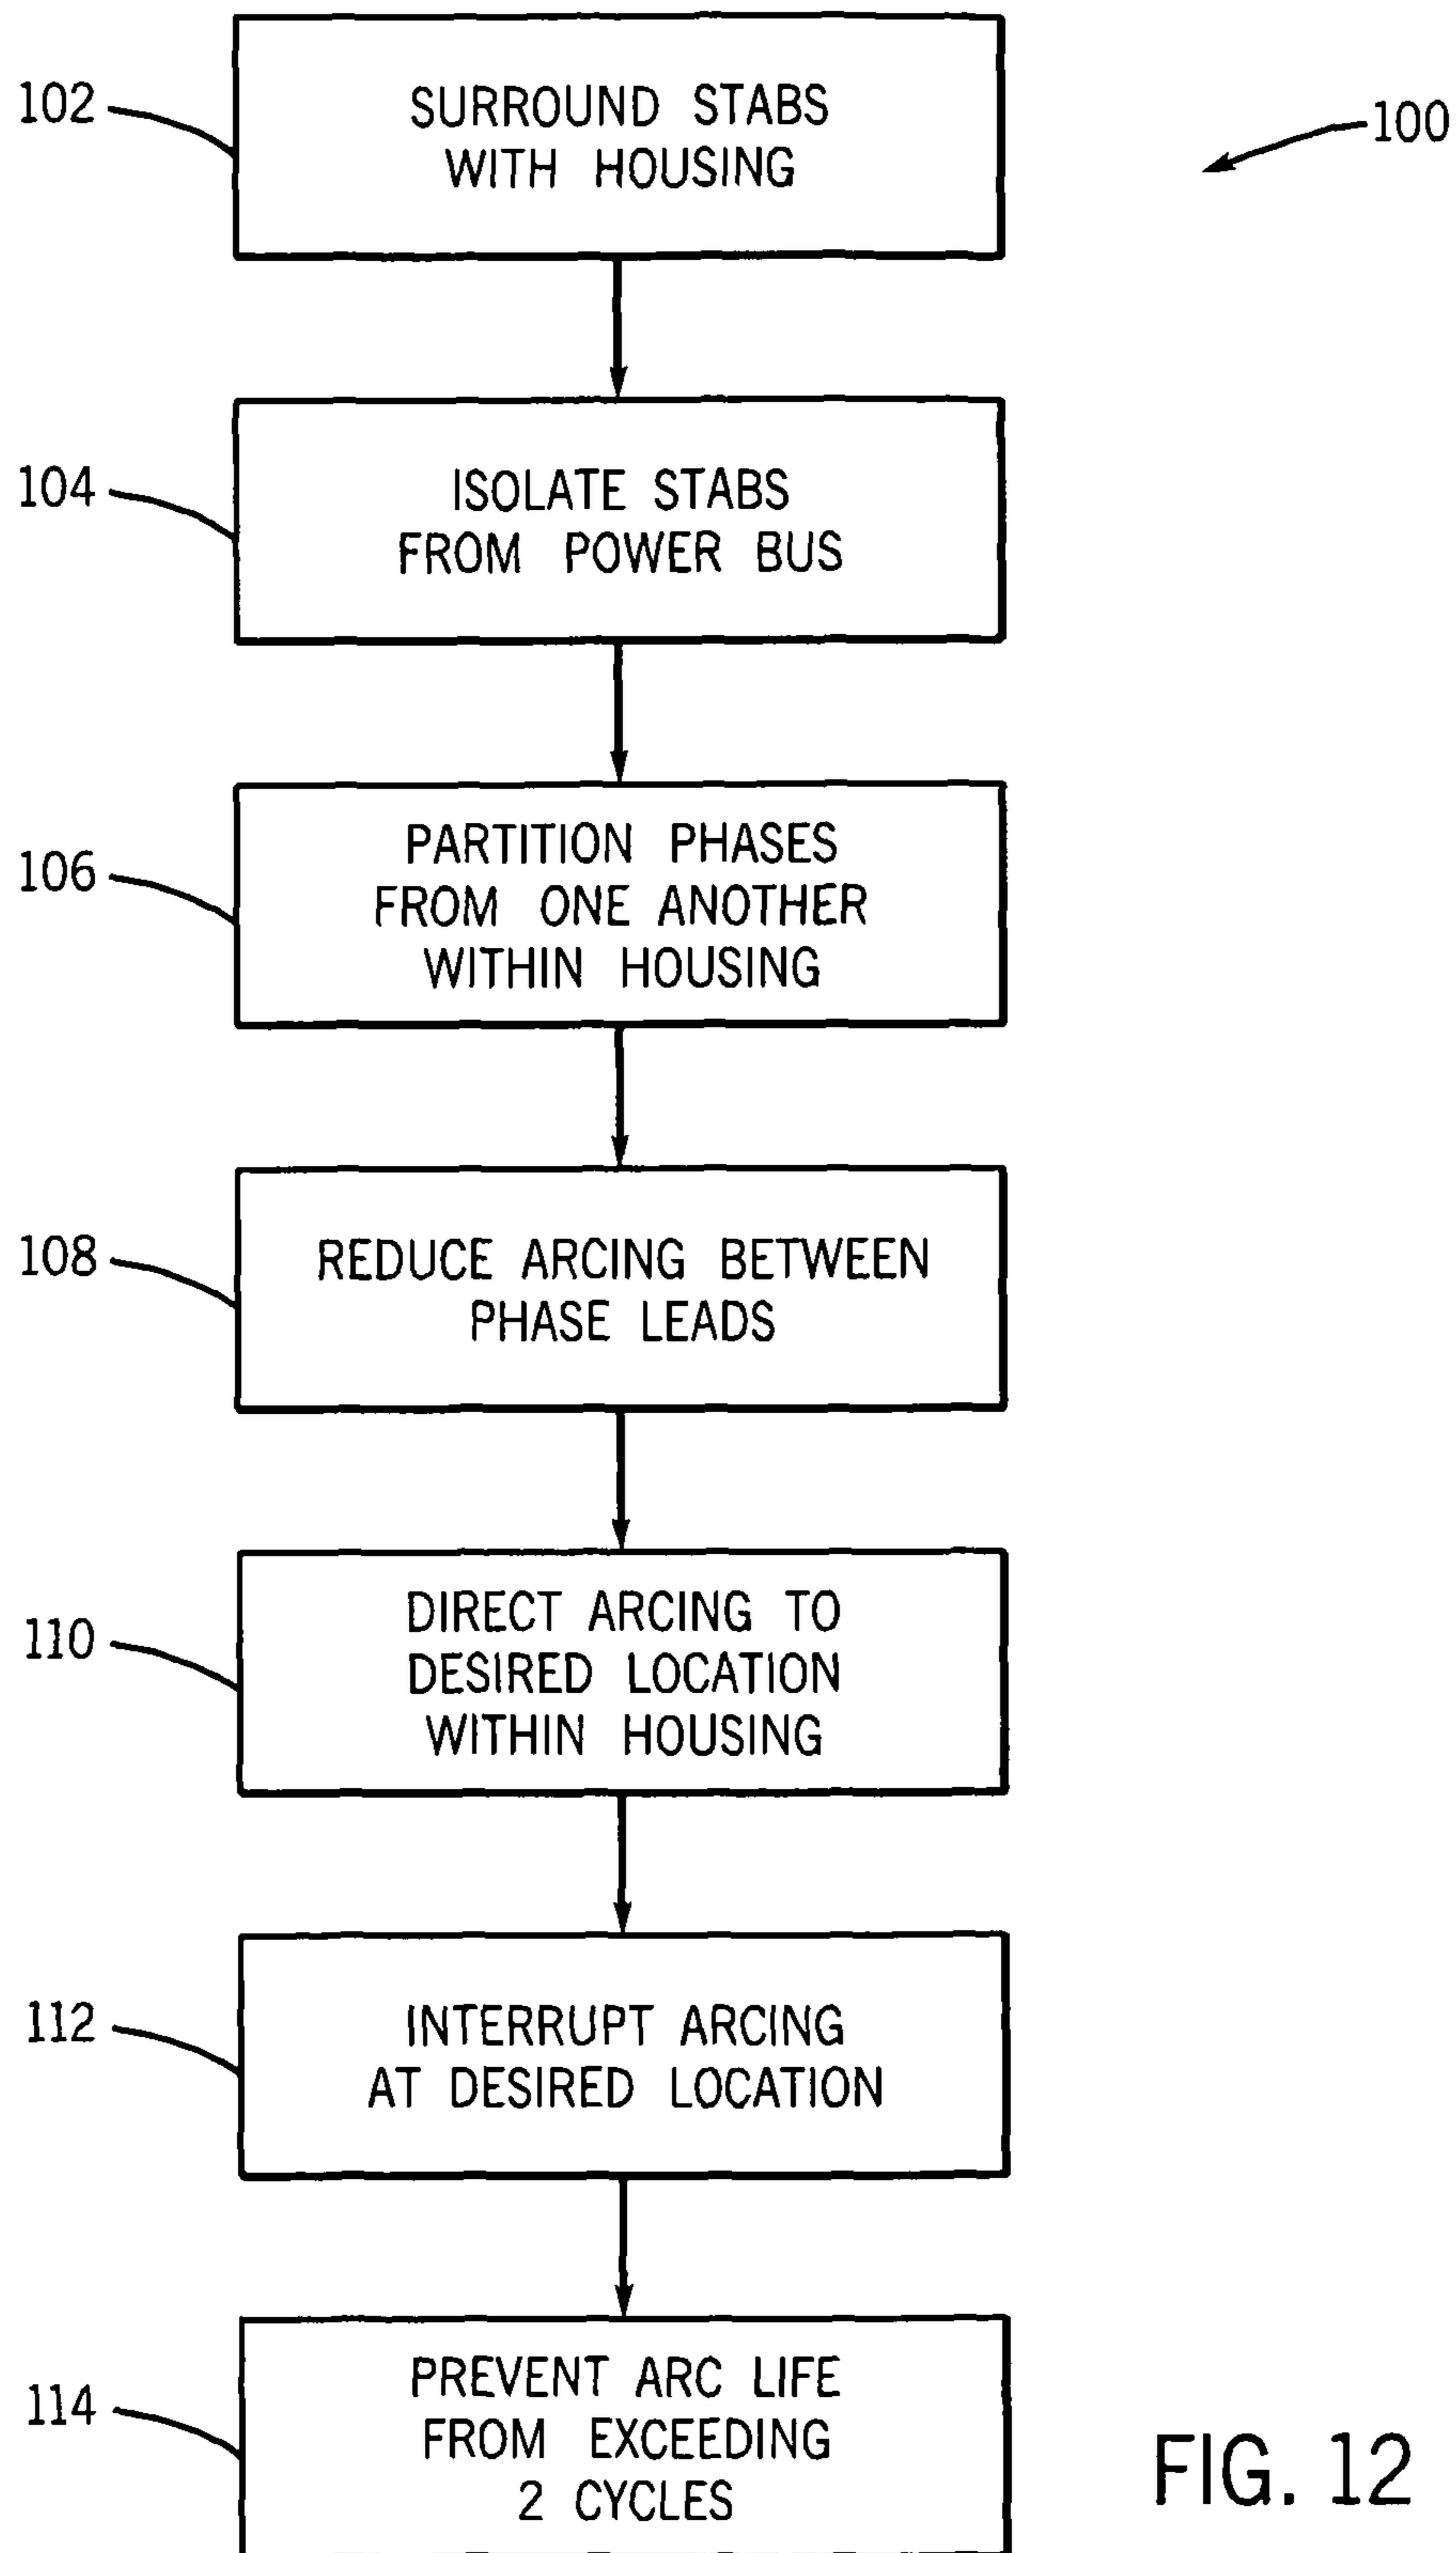 102
SURROUND STABS
WITH HOUSING
100
104
ISOLATE STABS
FROM POWER BUS
106
PARTITION PHASES
FROM ONE ANOTHER
WITHIN HOUSING
108
REDUCE ARCING BETWEEN
PHASE LEADS
110
DIRECT ARCING TO
DESIRED LOCATION
WITHIN HOUSING
112
INTERRUPT ARCING
AT DESIRED LOCATION
114
PREVENT ARC LIFE
FROM EXCEEDING
2 CYCLES
FIG. 12